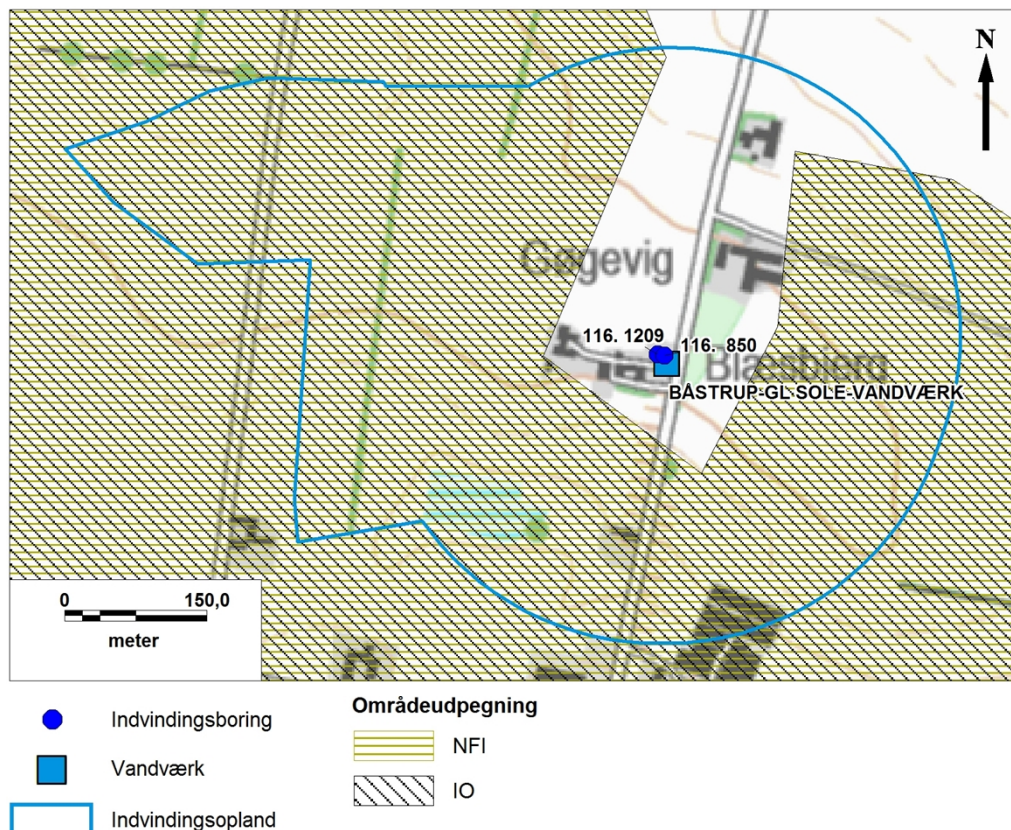 N
Gøgevig
116. 1209
116. 850
Blæsbjerg
BÅSTRUP-GL SOLE-VANDVÆRK
0 150,0
meter
Indvindingsboring
Vandværk
Indvindingsopland
Områdeudpegning
NFI
IO